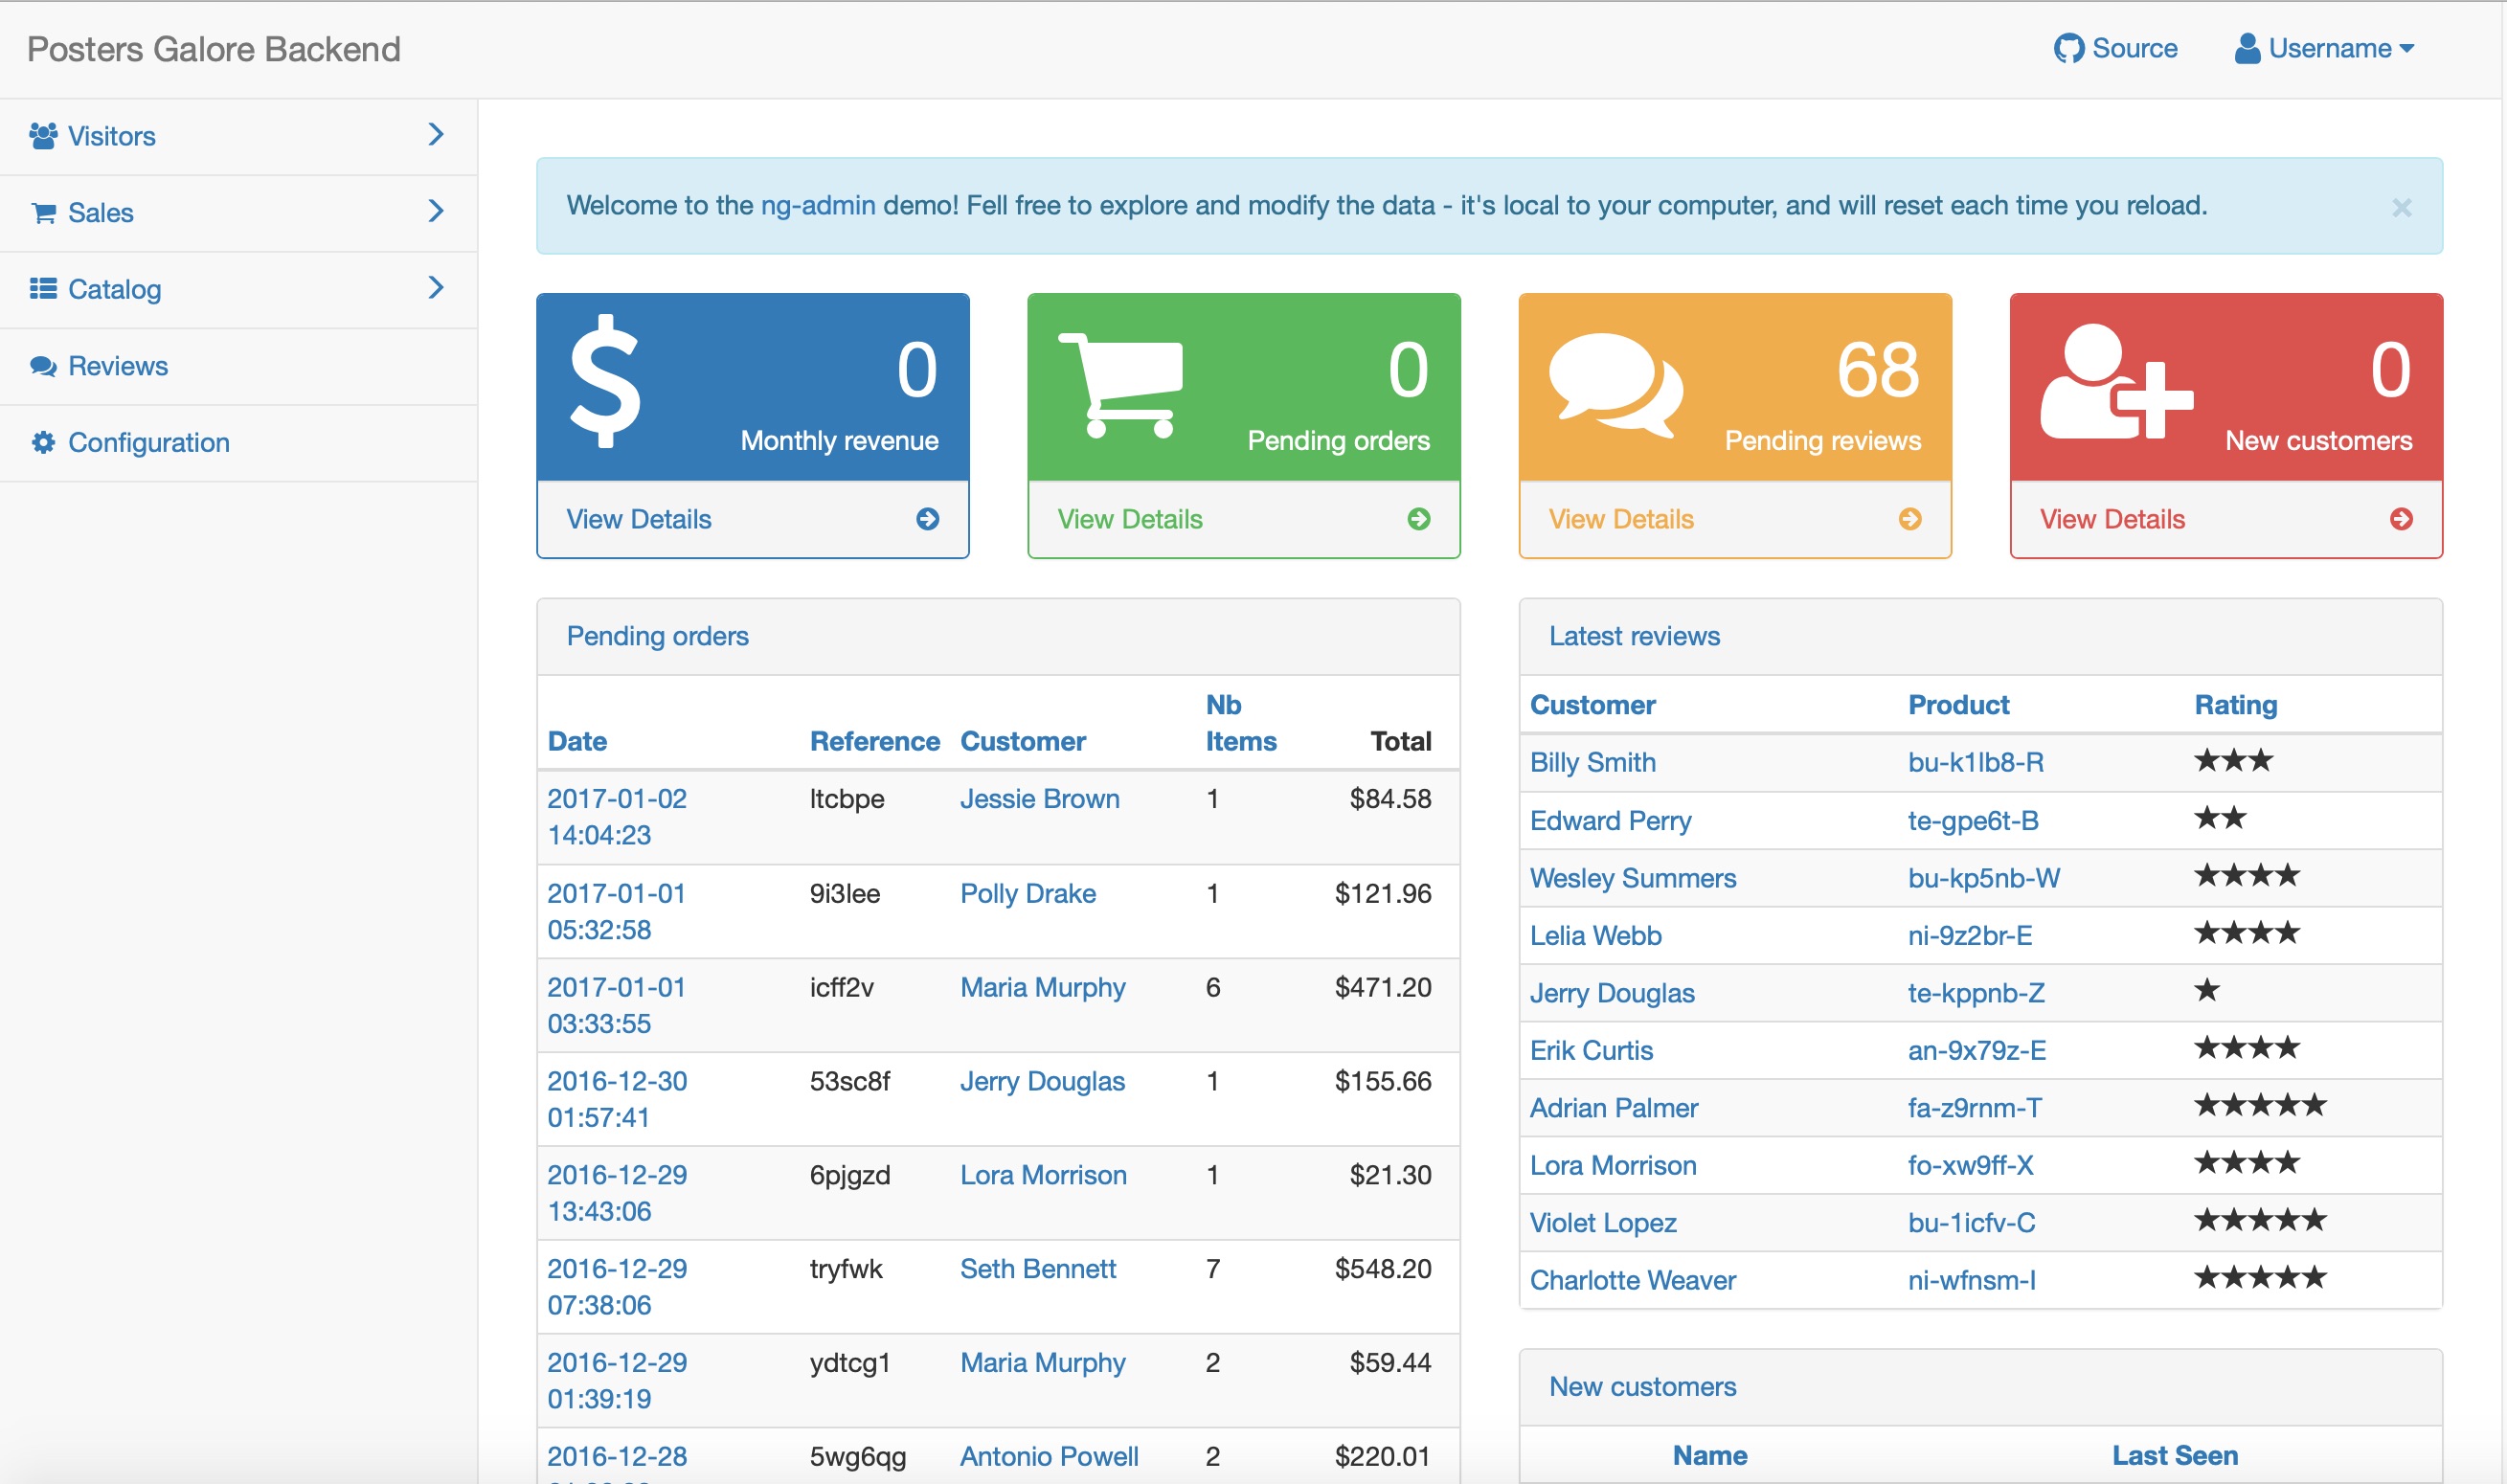 Posters Galore Backend
Source
Username
Visitors
Sales
Catalog
Reviews
Configuration
Welcome to the ng-admin demo! Fell free to explore and modify the data - it's local to your computer, and will reset each time you reload.
×
0
Monthly revenue
View Details
0
Pending orders
View Details
68
Pending reviews
View Details
0
New customers
View Details
Pending orders
Date Reference Customer Nb Items Total
2017-01-02 14:04:23 ltcbpe Jessie Brown 1 $84.58
2017-01-01 05:32:58 9i3lee Polly Drake 1 $121.96
2017-01-01 03:33:55 icff2v Maria Murphy 6 $471.20
2016-12-30 01:57:41 53sc8f Jerry Douglas 1 $155.66
2016-12-29 13:43:06 6pjgzd Lora Morrison 1 $21.30
2016-12-29 07:38:06 tryfwk Seth Bennett 7 $548.20
2016-12-29 01:39:19 ydtcg1 Maria Murphy 2 $59.44
2016-12-28 5wg6qg Antonio Powell 2 $220.01
Latest reviews
Customer Product Rating
Billy Smith bu-k1lb8-R ★★★
Edward Perry te-gpe6t-B ★★
Wesley Summers bu-kp5nb-W ★★★★
Lelia Webb ni-9z2br-E ★★★★
Jerry Douglas te-kppnb-Z ★
Erik Curtis an-9x79z-E ★★★★
Adrian Palmer fa-z9rnm-T ★★★★★
Lora Morrison fo-xw9ff-X ★★★★
Violet Lopez bu-1icfv-C ★★★★★
Charlotte Weaver ni-wfnsm-I ★★★★★
New customers
Name Last Seen